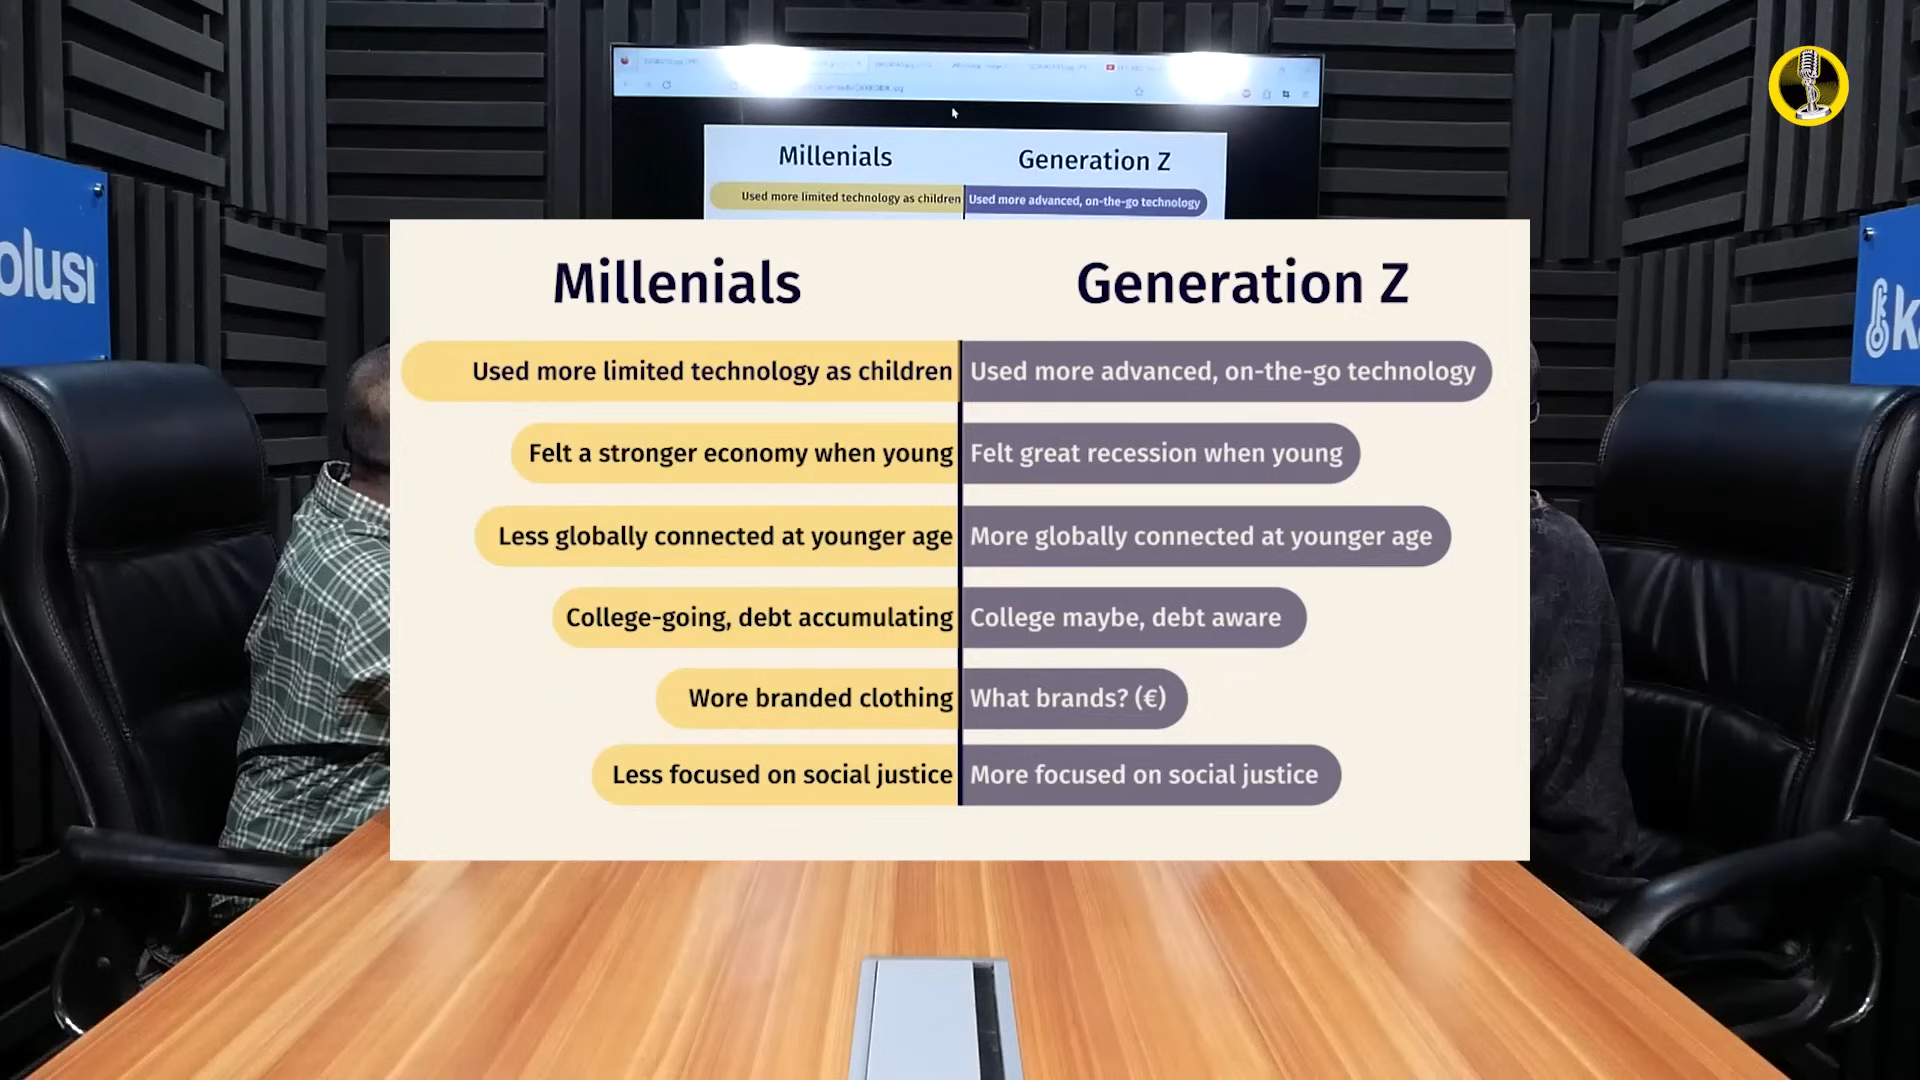 Millenials
Generation Z
Used more limited technology as children
Used more advanced, on-the-go technology
olusi
Millenials
Generation Z
Used more limited technology as children
Used more advanced, on-the-go technology
Felt a stronger economy when young
Felt great recession when young
Less globally connected at younger age
More globally connected at younger age
College-going, debt accumulating
College maybe, debt aware
Wore branded clothing
What brands? (€)
Less focused on social justice
More focused on social justice